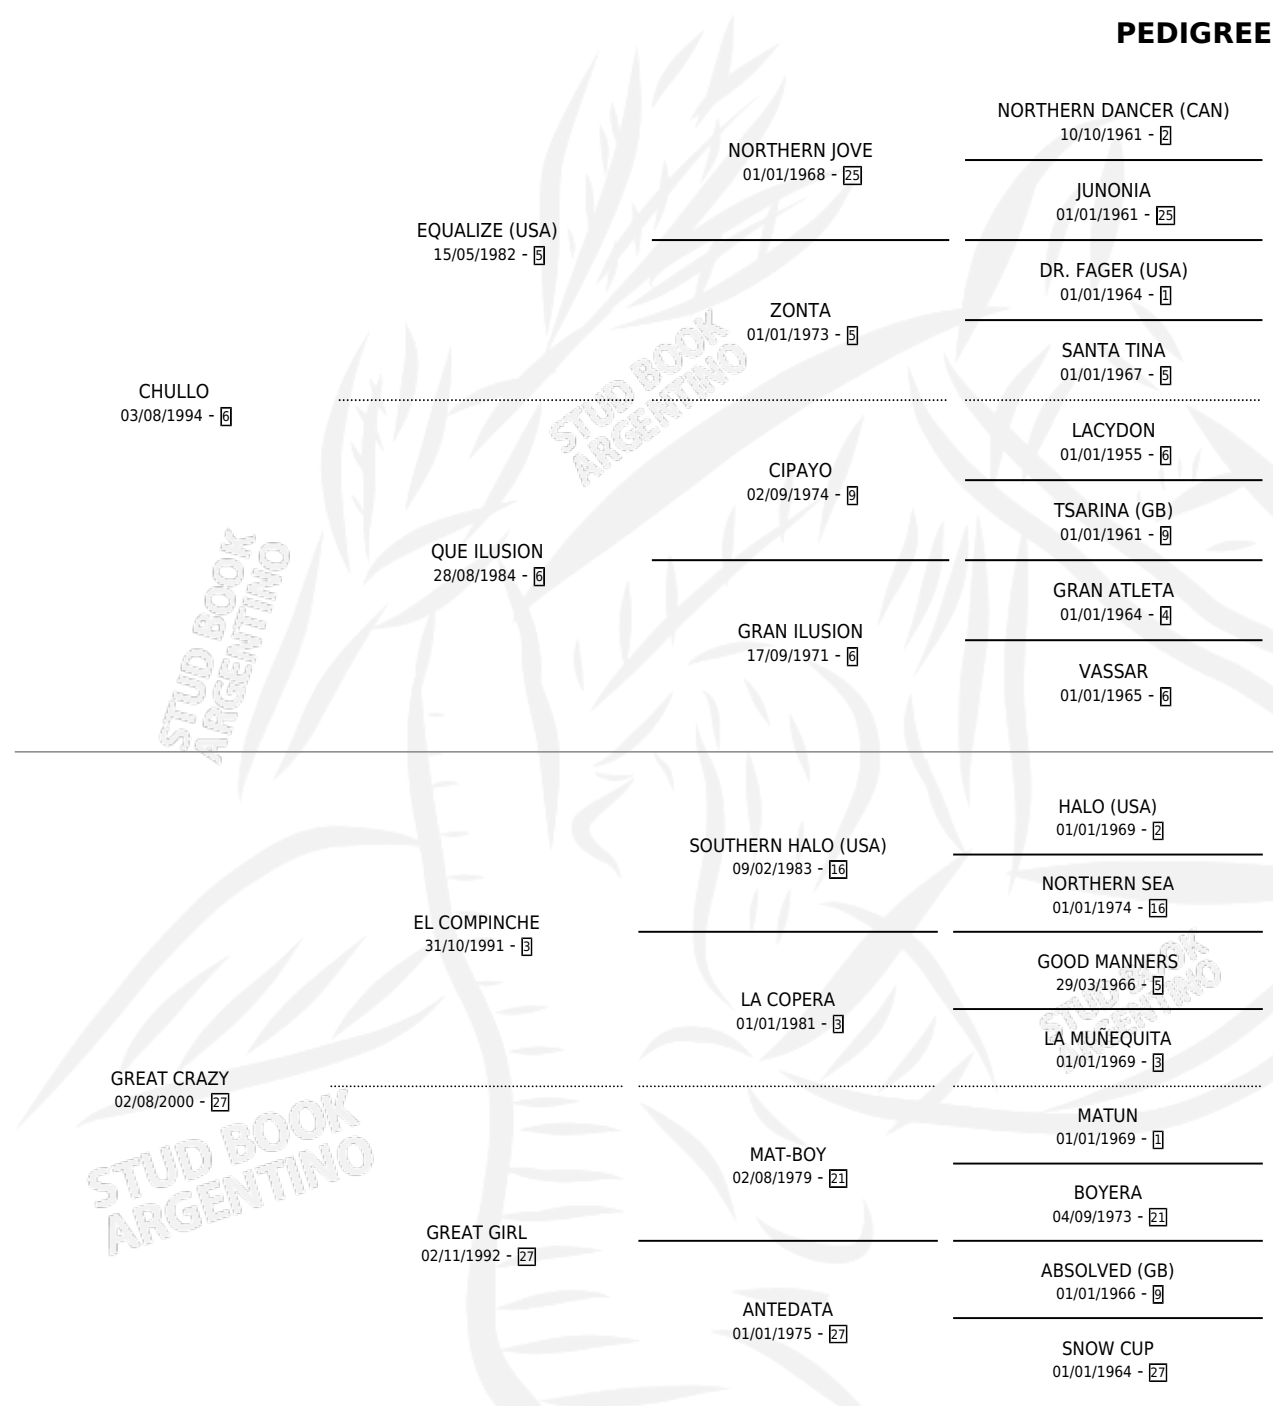 PEDIGREE
NORTHERN DANCER (CAN)
10/10/1961 - 2
NORTHERN JOVE
01/01/1968 - 25
JUNONIA
01/01/1961 - 25
EQUALIZE (USA)
15/05/1982 - 5
DR. FAGER (USA)
01/01/1964 - 1
ZONTA
01/01/1973 - 5
SANTA TINA
01/01/1967 - 5
CHULLO
03/08/1994 - 6
LACYDON
01/01/1955 - 6
CIPAYO
02/09/1974 - 9
TSARINA (GB)
01/01/1961 - 9
QUE ILUSION
28/08/1984 - 6
GRAN ATLETA
01/01/1964 - 4
GRAN ILUSION
17/09/1971 - 6
VASSAR
01/01/1965 - 6
HALO (USA)
01/01/1969 - 2
SOUTHERN HALO (USA)
09/02/1983 - 16
NORTHERN SEA
01/01/1974 - 16
EL COMPINCHE
31/10/1991 - 3
GOOD MANNERS
29/03/1966 - 5
LA COPERA
01/01/1981 - 3
LA MUÑEQUITA
01/01/1969 - 3
GREAT CRAZY
02/08/2000 - 27
MATUN
01/01/1969 - 1
MAT-BOY
02/08/1979 - 21
BOYERA
04/09/1973 - 21
GREAT GIRL
02/11/1992 - 27
ABSOLVED (GB)
01/01/1966 - 9
ANTEDATA
01/01/1975 - 27
SNOW CUP
01/01/1964 - 27
STUD BOOK
ARGENTINO
STUD BOOK
ARGENTINO
STUD BOOK
ARGENTINO
STUD BOOK
ARGENTINO